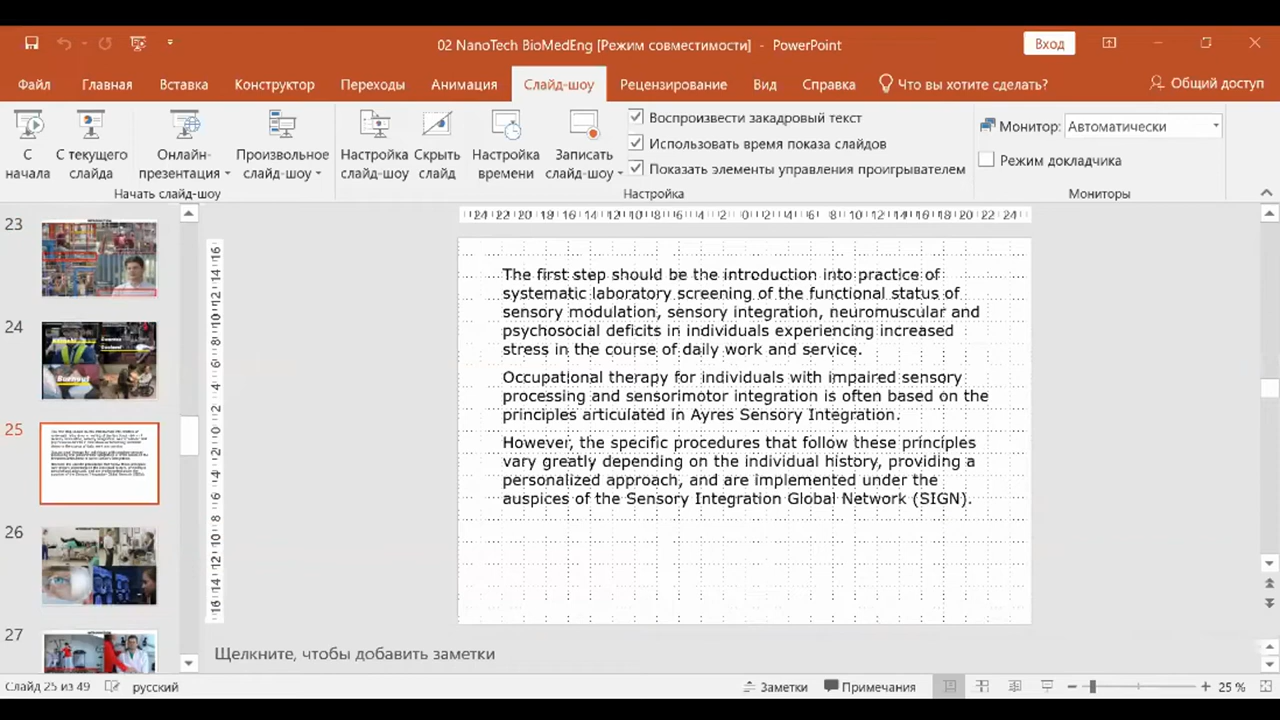 02 NanoTech BioMedEng [Режим совместимости] - PowerPoint
Вход
Файл
Главная
Вставка
Конструктор
Переходы
Анимация
Слайд-шоу
Рецензирование
Вид
Справка
Что вы хотите сделать?
Общий доступ
С начала
С текущего слайда
Онлайн-презентация
Произвольное слайд-шоу
Начать слайд-шоу
Настройка слайд-шоу
Скрыть слайд
Настройка времени
Записать слайд-шоу
Воспроизвести закадровый текст
Использовать время показа слайдов
Показать элементы управления проигрывателем
Настройка
Монитор: Автоматически
Режим докладчика
Мониторы
23
24
Burnout
25
26
27
The first step should be the introduction into practice of
systematic laboratory screening of the functional status of
sensory modulation, sensory integration, neuromuscular and
psychosocial deficits in individuals experiencing increased
stress in the course of daily work and service.
Occupational therapy for individuals with impaired sensory
processing and sensorimotor integration is often based on the
principles articulated in Ayres Sensory Integration.
However, the specific procedures that follow these principles
vary greatly depending on the individual history, providing a
personalized approach, and are implemented under the
auspices of the Sensory Integration Global Network (SIGN).
Щелкните, чтобы добавить заметки
Слайд 25 из 49
русский
Заметки
Примечания
25 %